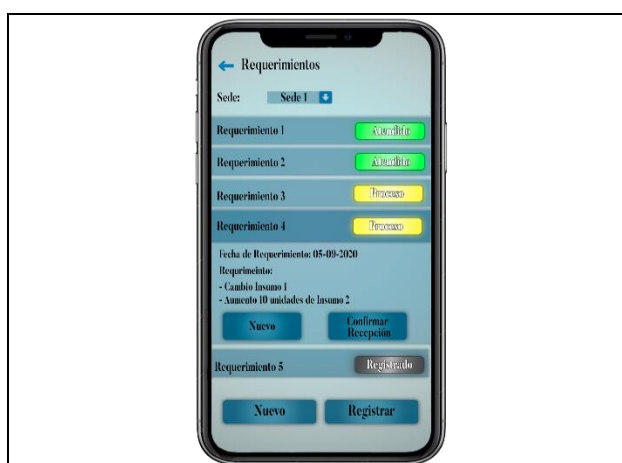 Requerimientos
Sede: Sede 1
Requerimiento 1 Atendido
Requerimiento 2 Atendido
Requerimiento 3 Proceso
Requerimiento 4 Proceso
Fecha de Requerimiento: 05-09-2020
Requrimeinto:
- Cambio Insumo 1
- Aumento 10 unidades de Insumo 2
Nuevo
Confirmar
Recepción
Requerimiento 5 Registrado
Nuevo Registrar